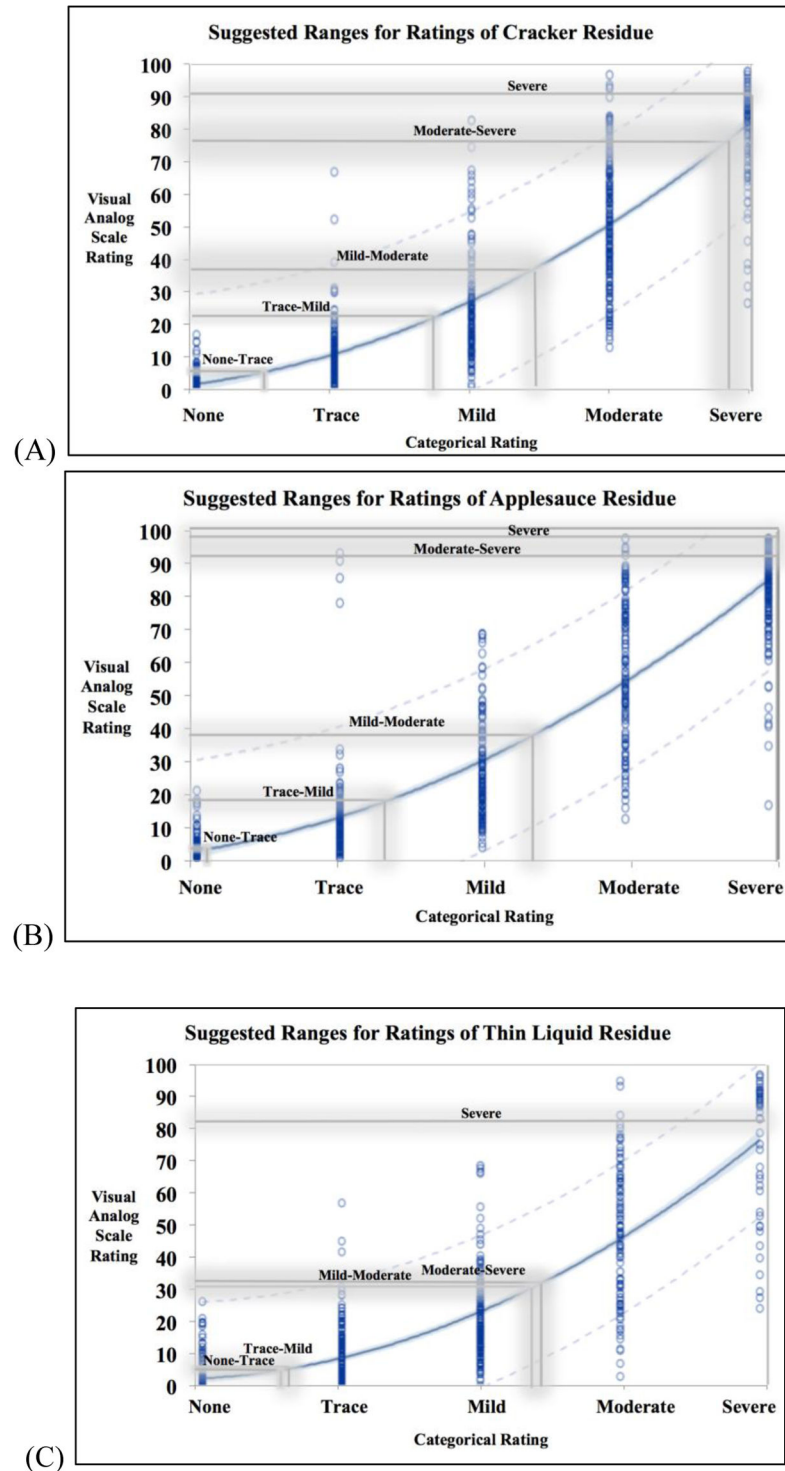 Suggested Ranges for Ratings of Cracker Residue
100
Severe
90
80
Moderate-Severe
70
Visual
Analog
Scale
Rating
60
50
40
Mild-Moderate
30
Trace-Mild
20
10
None-Trace
0
None Trace Mild Moderate Severe
Categorical Rating
(A)
Suggested Ranges for Ratings of Applesauce Residue
100
Severe
Moderate-Severe
90
80
70
Visual
Analog
Scale
Rating
60
50
40
Mild-Moderate
30
20
Trace-Mild
10
None-Trace
0
None Trace Mild Moderate Severe
Categorical Rating
(B)
Suggested Ranges for Ratings of Thin Liquid Residue
100
90
Severe
80
70
Visual
Analog
Scale
Rating
60
50
40
Mild-Moderate Moderate-Severe
30
20
Trace-Mild
10
None-Trace
0
None Trace Mild Moderate Severe
Categorical Rating
(C)